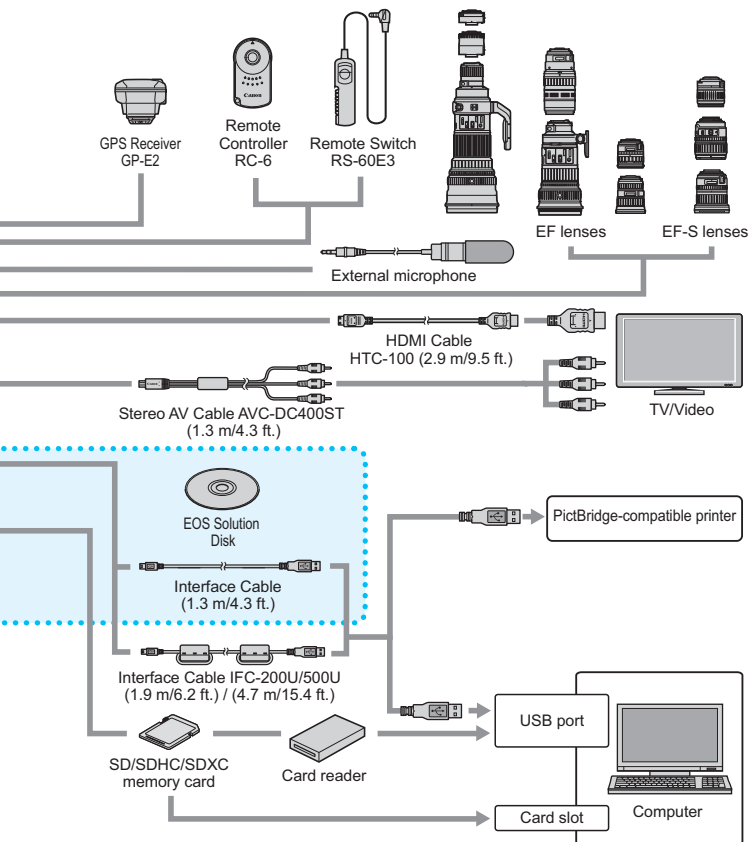 Canon
GPS Receiver
GP-E2
Remote
Controller
RC-6
Remote Switch
RS-60E3
EF lenses
EF-S lenses
External microphone
HDMI Cable
HTC-100 (2.9 m/9.5 ft.)
Stereo AV Cable AVC-DC400ST
(1.3 m/4.3 ft.)
TV/Video
EOS Solution
Disk
PictBridge-compatible printer
Interface Cable
(1.3 m/4.3 ft.)
Interface Cable IFC-200U/500U
(1.9 m/6.2 ft.) / (4.7 m/15.4 ft.)
USB port
SD/SDHC/SDXC
memory card
Card reader
Card slot
Computer